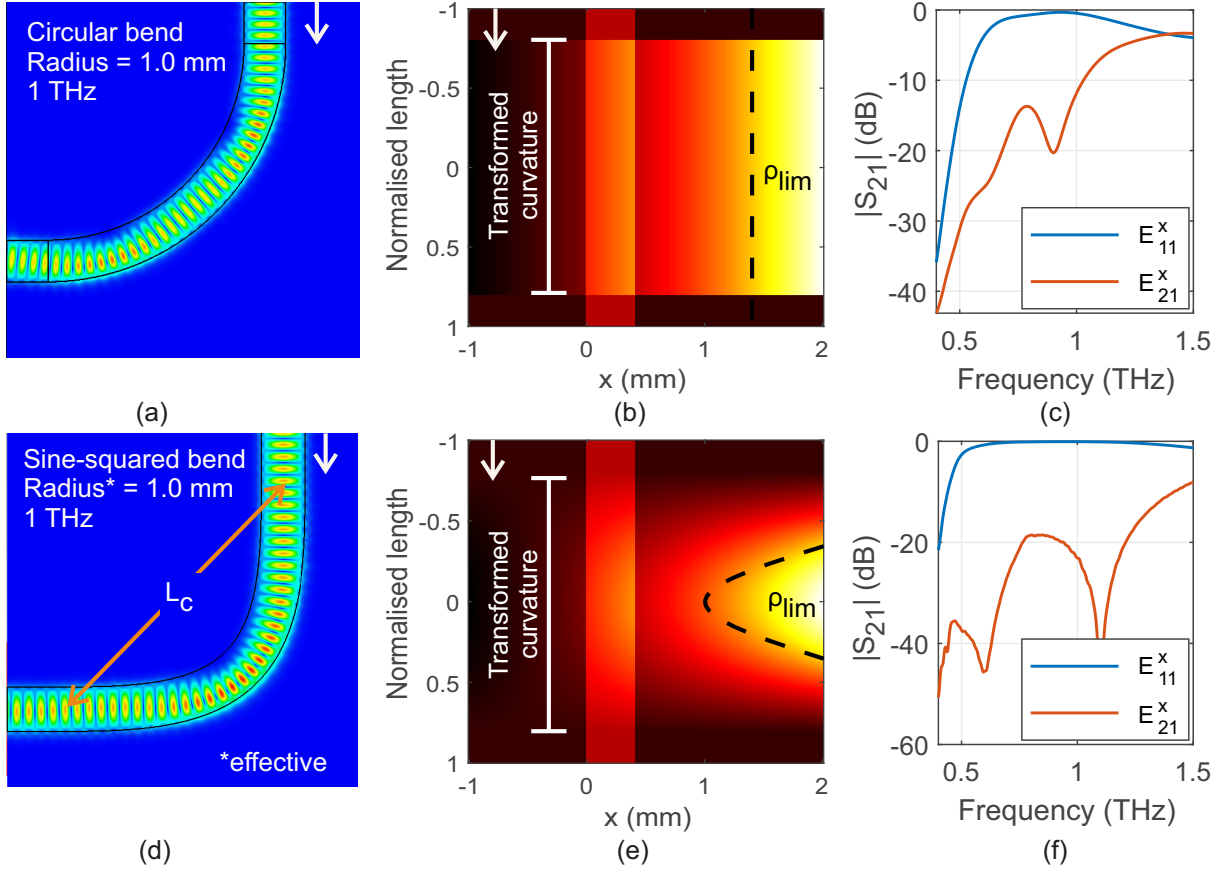 Circular bend
Radius = 1.0 mm
1 THz
(a)
-1
-0.5
0
0.5
1
Normalised length
Transformed
curvature
ρlim
-1
0
1
2
x (mm)
(b)
0
-10
-20
-30
-40
|S21| (dB)
E x 11
E x 21
0.5
1
1.5
Frequency (THz)
(c)
Sine-squared bend
Radius* = 1.0 mm
1 THz
Lc
*effective
(d)
-1
-0.5
0
0.5
1
Normalised length
Transformed
curvature
ρlim
-1
0
1
2
x (mm)
(e)
0
-20
-40
-60
|S21| (dB)
E x 11
E x 21
0.5
1
1.5
Frequency (THz)
(f)